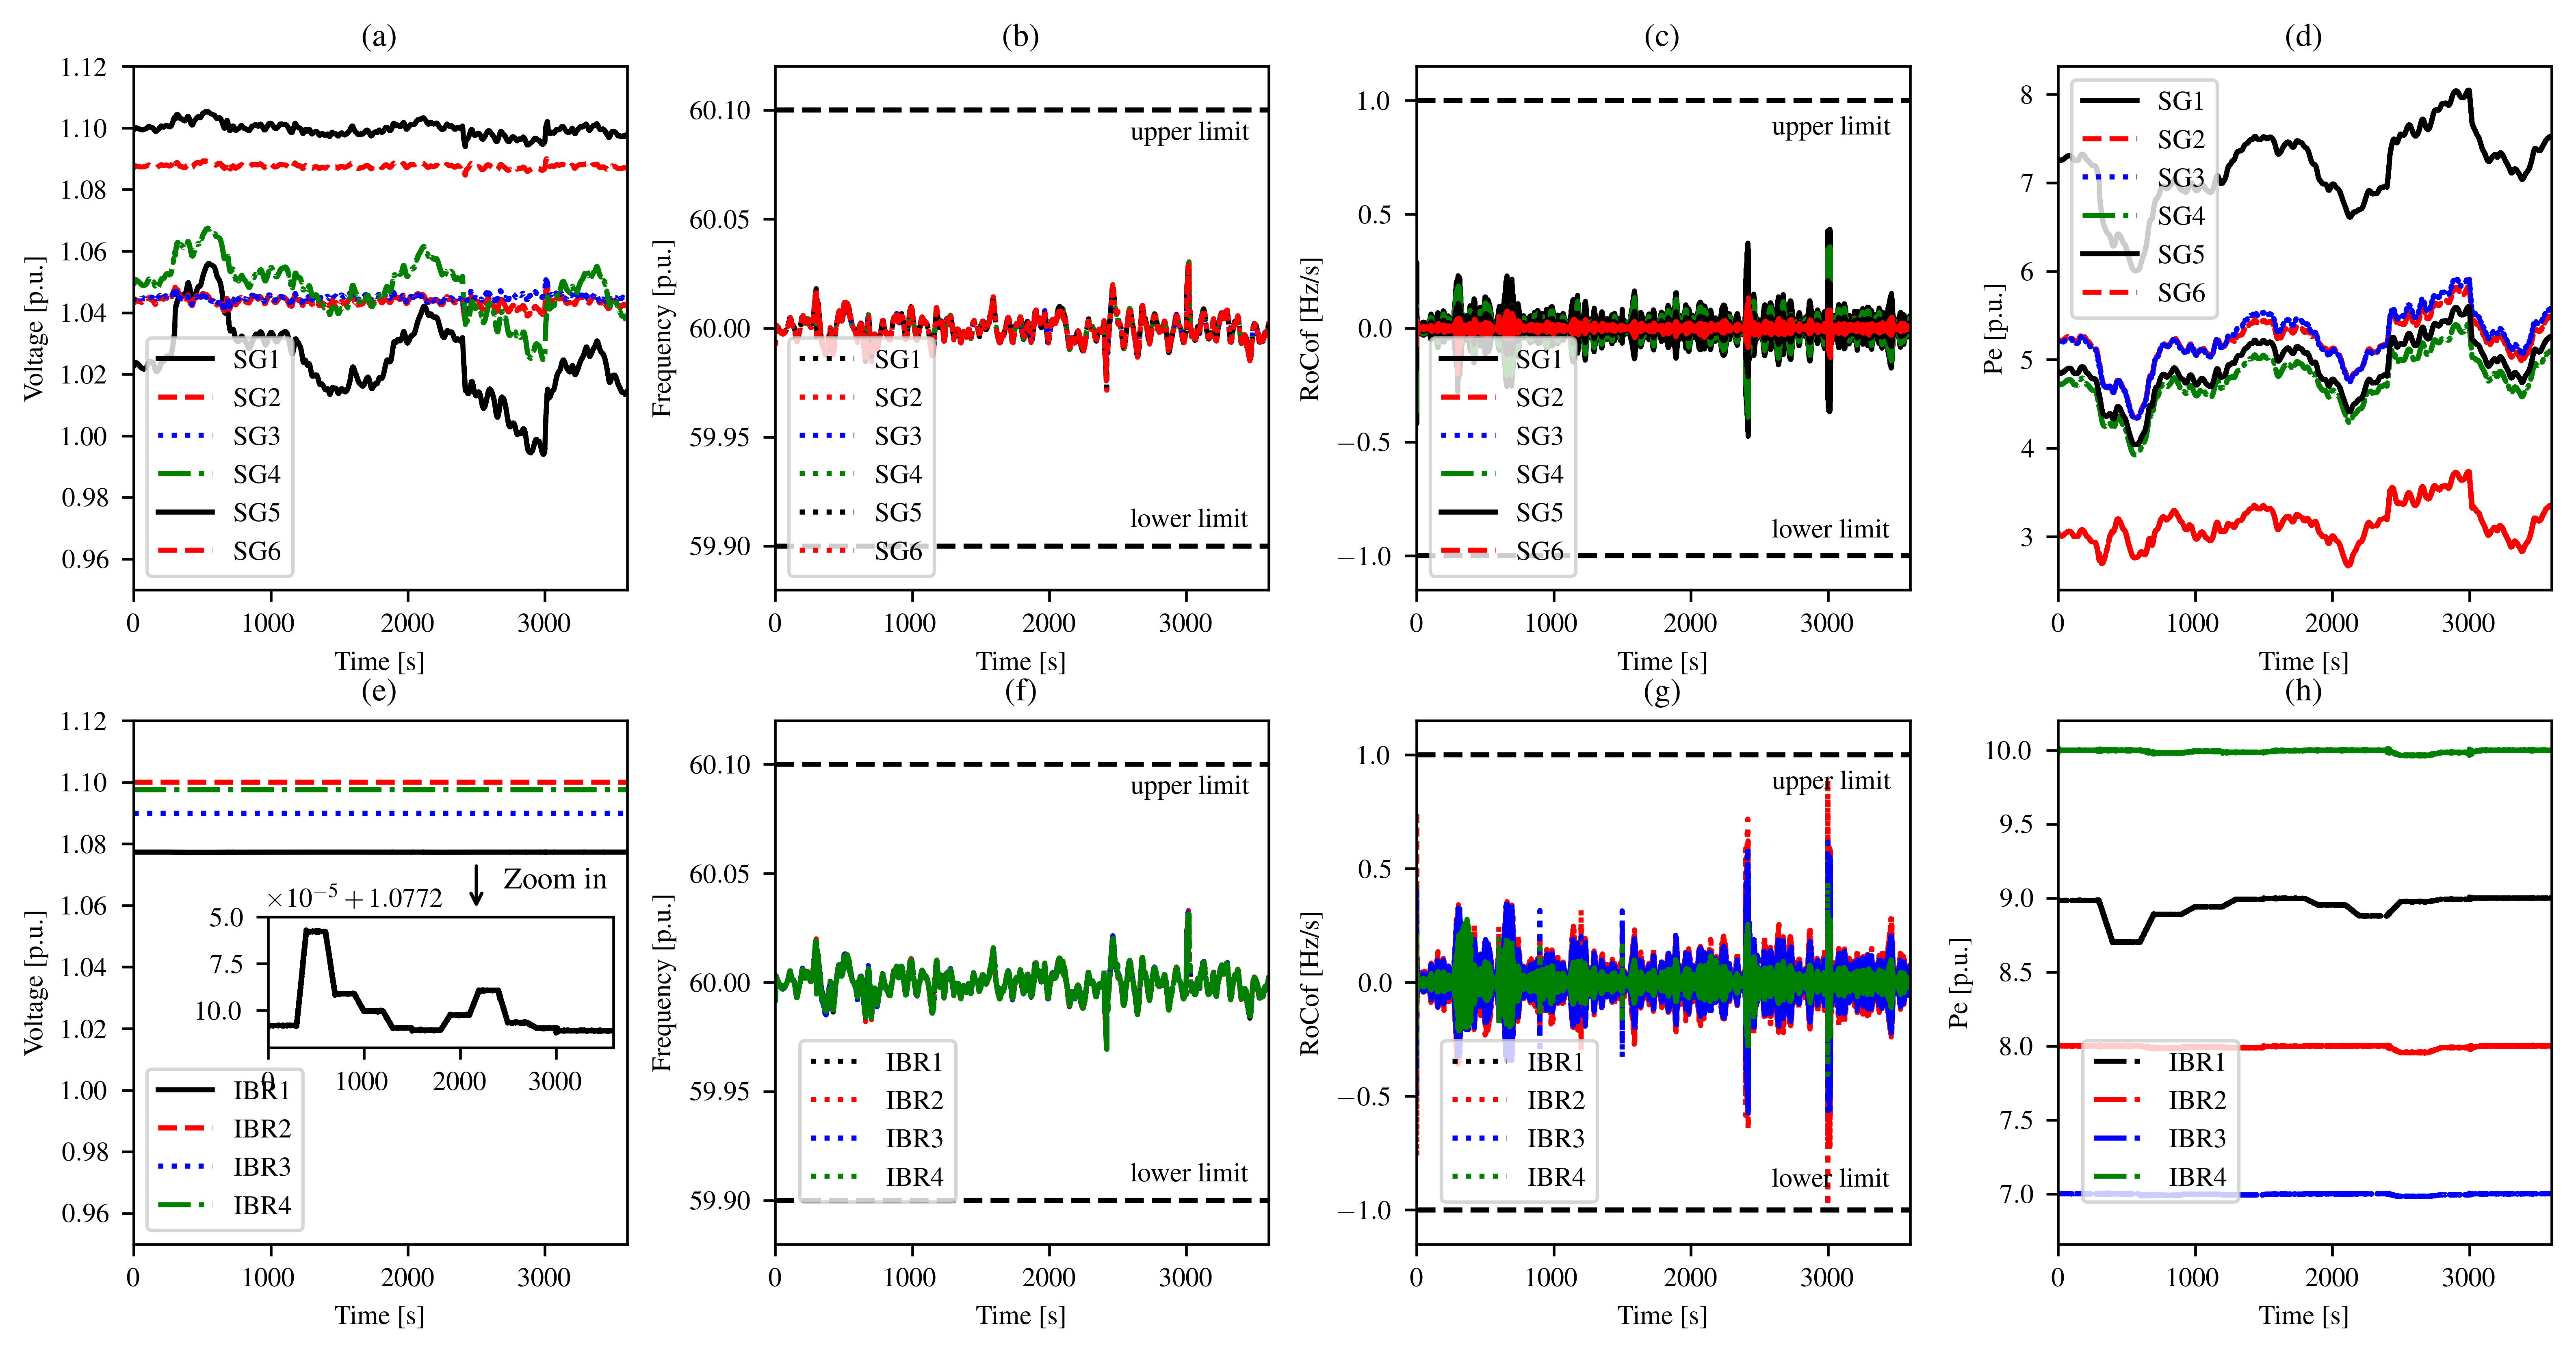 (a)
1.12
1.10
1.08
1.06
1.04
1.02
1.00
0.98
0.96
Voltage [p.u.]
SG1
SG2
SG3
SG4
SG5
SG6
0 1000 2000 3000
Time [s]
(b)
60.10
60.05
60.00
59.95
59.90
Frequency [p.u.]
upper limit
lower limit
SG1
SG2
SG3
SG4
SG5
SG6
0 1000 2000 3000
Time [s]
(c)
1.0
0.5
0.0
−0.5
−1.0
RoCof [Hz/s]
upper limit
lower limit
SG1
SG2
SG3
SG4
SG5
SG6
0 1000 2000 3000
Time [s]
(d)
8
7
6
5
4
3
Pe [p.u.]
SG1
SG2
SG3
SG4
SG5
SG6
0 1000 2000 3000
Time [s]
(e)
1.12
1.10
1.08
1.06
1.04
1.02
1.00
0.98
0.96
Voltage [p.u.]
Zoom in
×10−5 + 1.0772
5.0
7.5
10.0
0 1000 2000 3000
IBR1
IBR2
IBR3
IBR4
0 1000 2000 3000
Time [s]
(f)
60.10
60.05
60.00
59.95
59.90
Frequency [p.u.]
upper limit
lower limit
IBR1
IBR2
IBR3
IBR4
0 1000 2000 3000
Time [s]
(g)
1.0
0.5
0.0
−0.5
−1.0
RoCof [Hz/s]
upper limit
lower limit
IBR1
IBR2
IBR3
IBR4
0 1000 2000 3000
Time [s]
(h)
10.0
9.5
9.0
8.5
8.0
7.5
7.0
Pe [p.u.]
IBR1
IBR2
IBR3
IBR4
0 1000 2000 3000
Time [s]